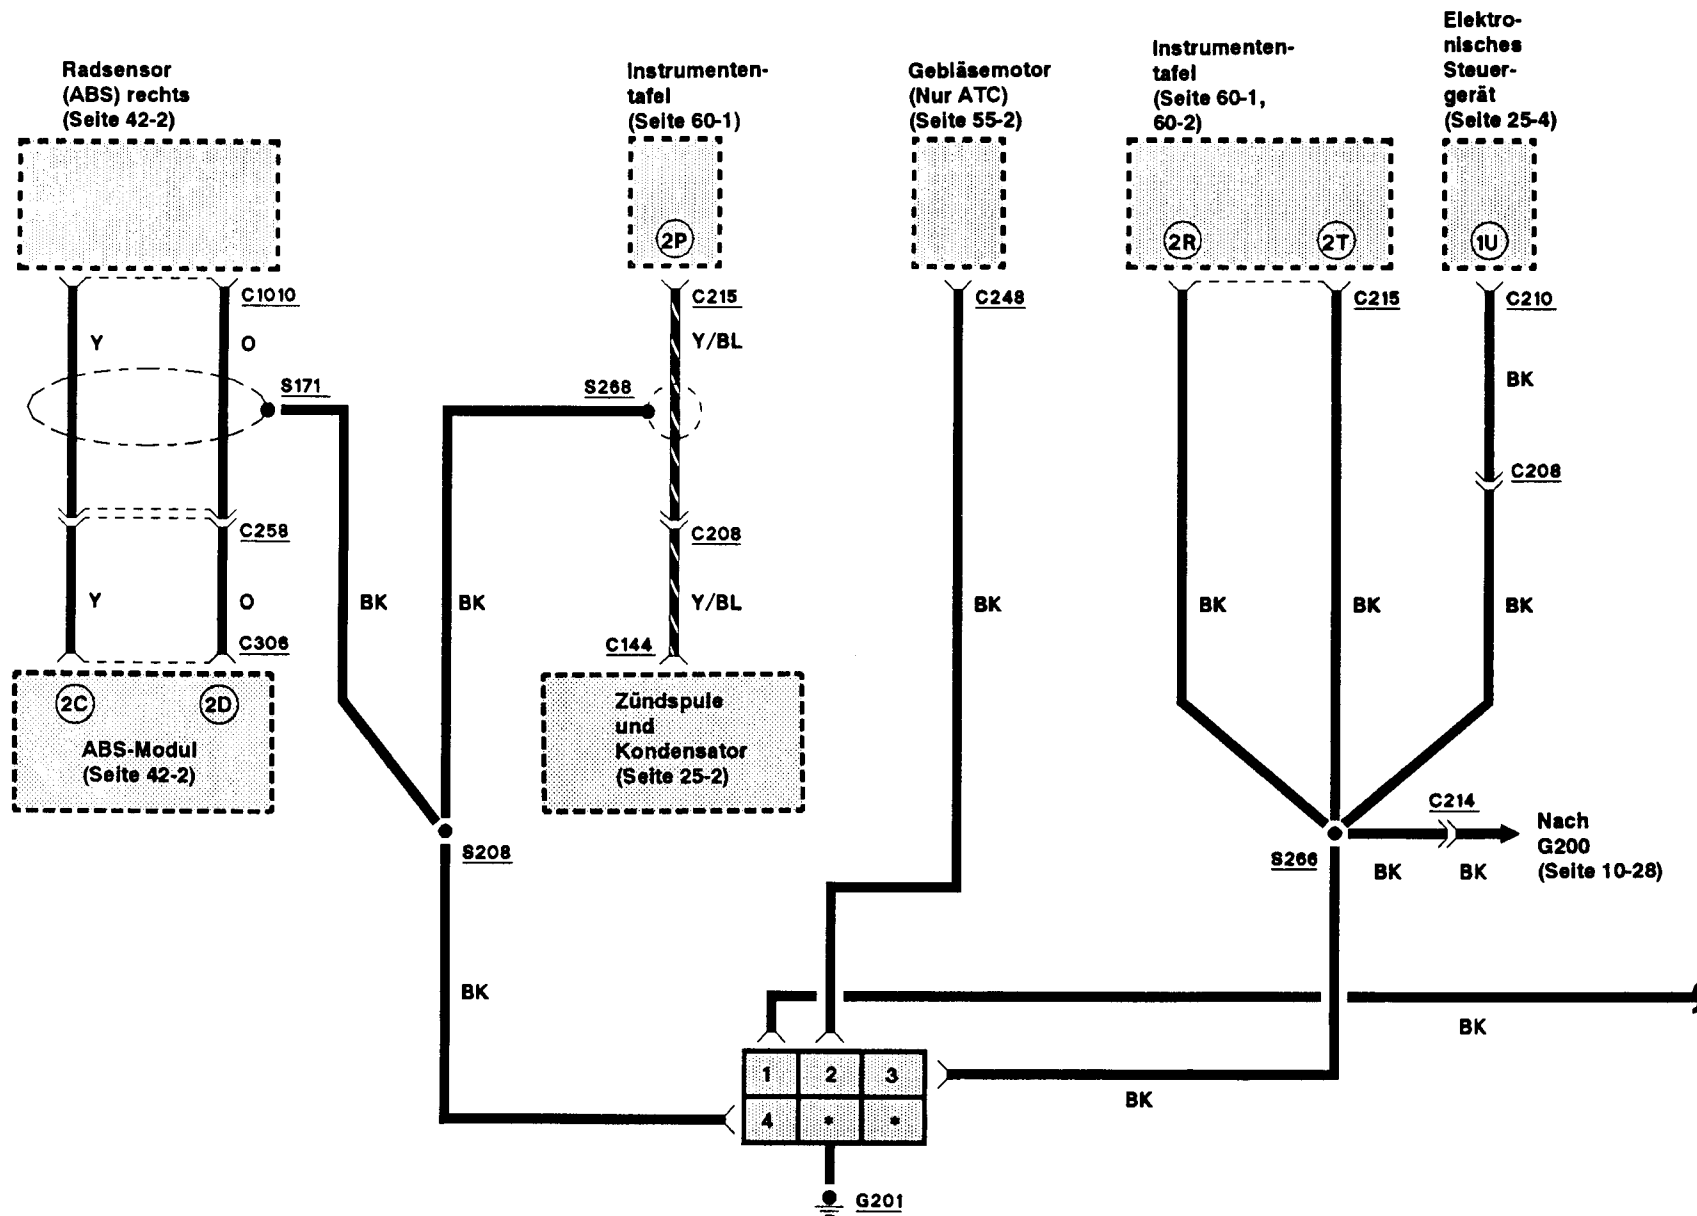 Radsensor
(ABS) rechts
(Seite 42-2)
Instrumenten-
tafel
(Seite 60-1)
Gebläsemotor
(Nur ATC)
(Seite 55-2)
Instrumenten-
tafel
(Seite 60-1,
60-2)
Elektro-
nisches
Steuer-
gerät
(Seite 25-4)
2P
2R
2T
1U
C1010
C215
C248
C215
C210
Y
O
Y/BL
BK
S171
S268
C208
C258
C208
Y
O
BK
BK
Y/BL
BK
BK
BK
BK
C306
C144
2C
2D
ABS-Modul
(Seite 42-2)
Zündspule
und
Kondensator
(Seite 25-2)
S208
C214
S266
BK
BK
Nach
G200
(Seite 10-28)
BK
BK
1
2
3
4
*
*
BK
G201